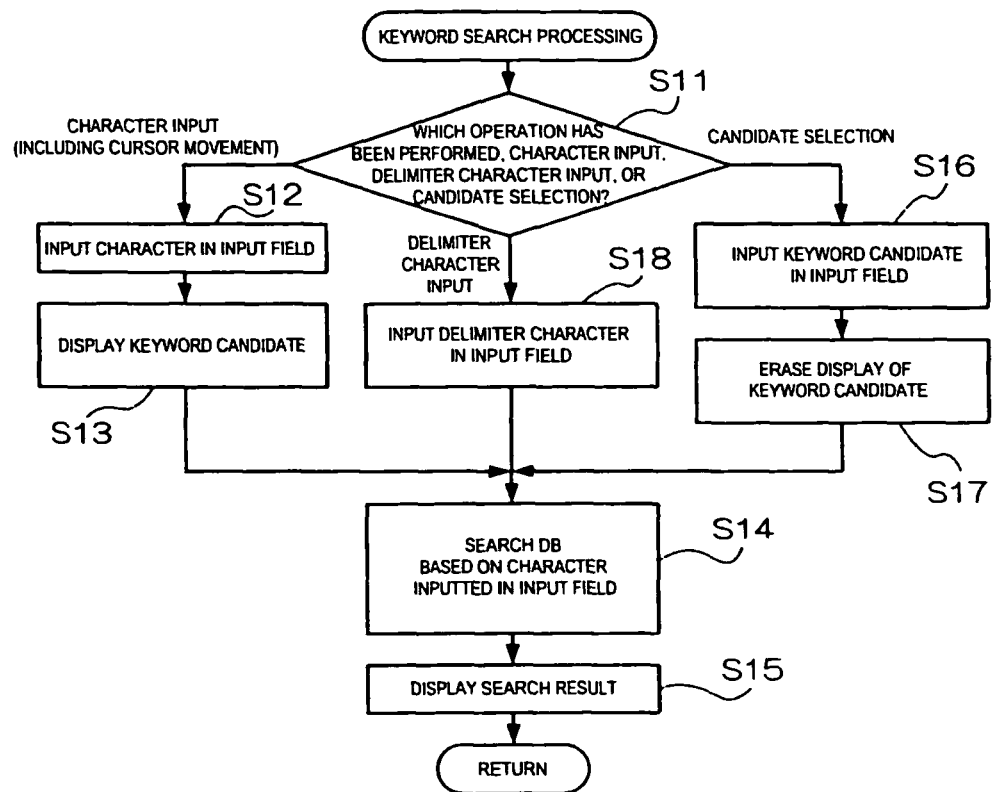 KEYWORD SEARCH PROCESSING
S11
CHARACTER INPUT
(INCLUDING CURSOR MOVEMENT)
WHICH OPERATION HAS
BEEN PERFORMED, CHARACTER INPUT,
DELIMITER CHARACTER INPUT, OR
CANDIDATE SELECTION?
CANDIDATE SELECTION
S12
INPUT CHARACTER IN INPUT FIELD
DISPLAY KEYWORD CANDIDATE
S13
DELIMITER
CHARACTER
INPUT
S18
INPUT DELIMITER CHARACTER
IN INPUT FIELD
S16
INPUT KEYWORD CANDIDATE
IN INPUT FIELD
ERASE DISPLAY OF
KEYWORD CANDIDATE
S17
SEARCH DB
BASED ON CHARACTER
INPUTTED IN INPUT FIELD
S14
DISPLAY SEARCH RESULT
S15
RETURN